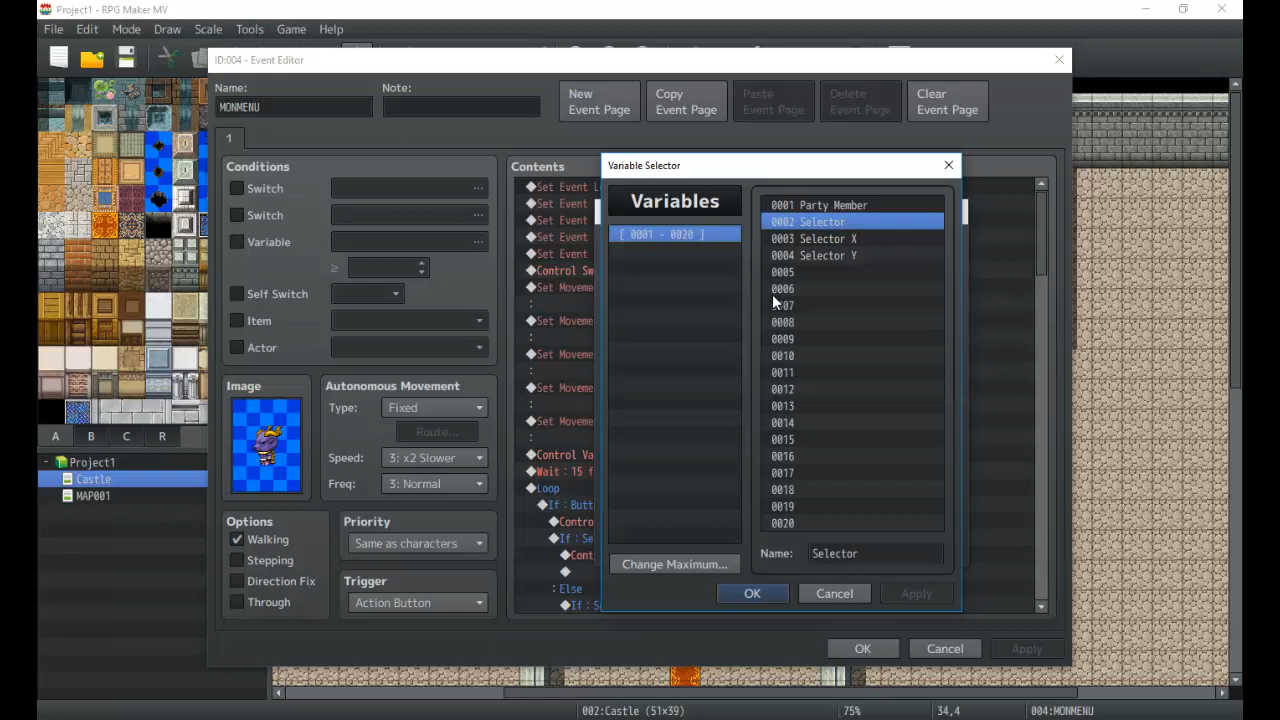 Project1 - RPG Maker MV
File Edit Mode Draw Scale Tools Game Help
ID:004 - Event Editor
Name:
Note:
MONMENU
New
Event Page
Copy
Event Page
Paste
Event Page
Delete
Event Page
Clear
Event Page
1
Conditions
Switch
Switch
Variable
≥
Self Switch
Item
Actor
Image
Autonomous Movement
Type: Fixed
Route...
Speed: 3: x2 Slower
Freq: 3: Normal
Options
Walking
Stepping
Direction Fix
Through
Priority
Same as characters
Trigger
Action Button
Contents
◆Set Event L
◆Set Event
◆Set Event
◆Set Event
◆Set Event
◆Control Sw
◆Set Movem
:
◆Set Moveme
:
◆Set Moveme
:
◆Set Moveme
:
◆Set Moveme
:
◆Control Va
◆Wait : 15 f
◆Loop
◆If : Butt
◆Contro
◆If : Se
◆Cont
◆
: Else
◆If : S
Variable Selector
Variables
[ 0001 - 0020 ]
Change Maximum...
0001 Party Member
0002 Selector
0003 Selector X
0004 Selector Y
0005
0006
07
0008
0009
0010
0011
0012
0013
0014
0015
0016
0017
0018
0019
0020
Name: Selector
OK
Cancel
Apply
OK
Cancel
Apply
A B C R
Project1
Castle
MAP001
002:Castle (51x39)
75%
34,4
004:MONMENU